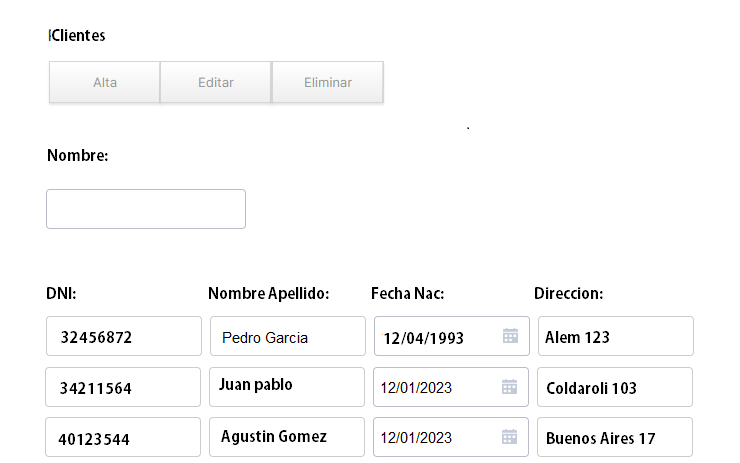 Clientes
Alta Editar Eliminar
Nombre:
DNI: Nombre Apellido: Fecha Nac: Direccion:
32456872 Pedro Garcia 12/04/1993 Alem 123
34211564 Juan pablo 12/01/2023 Coldaroli 103
40123544 Agustin Gomez 12/01/2023 Buenos Aires 17